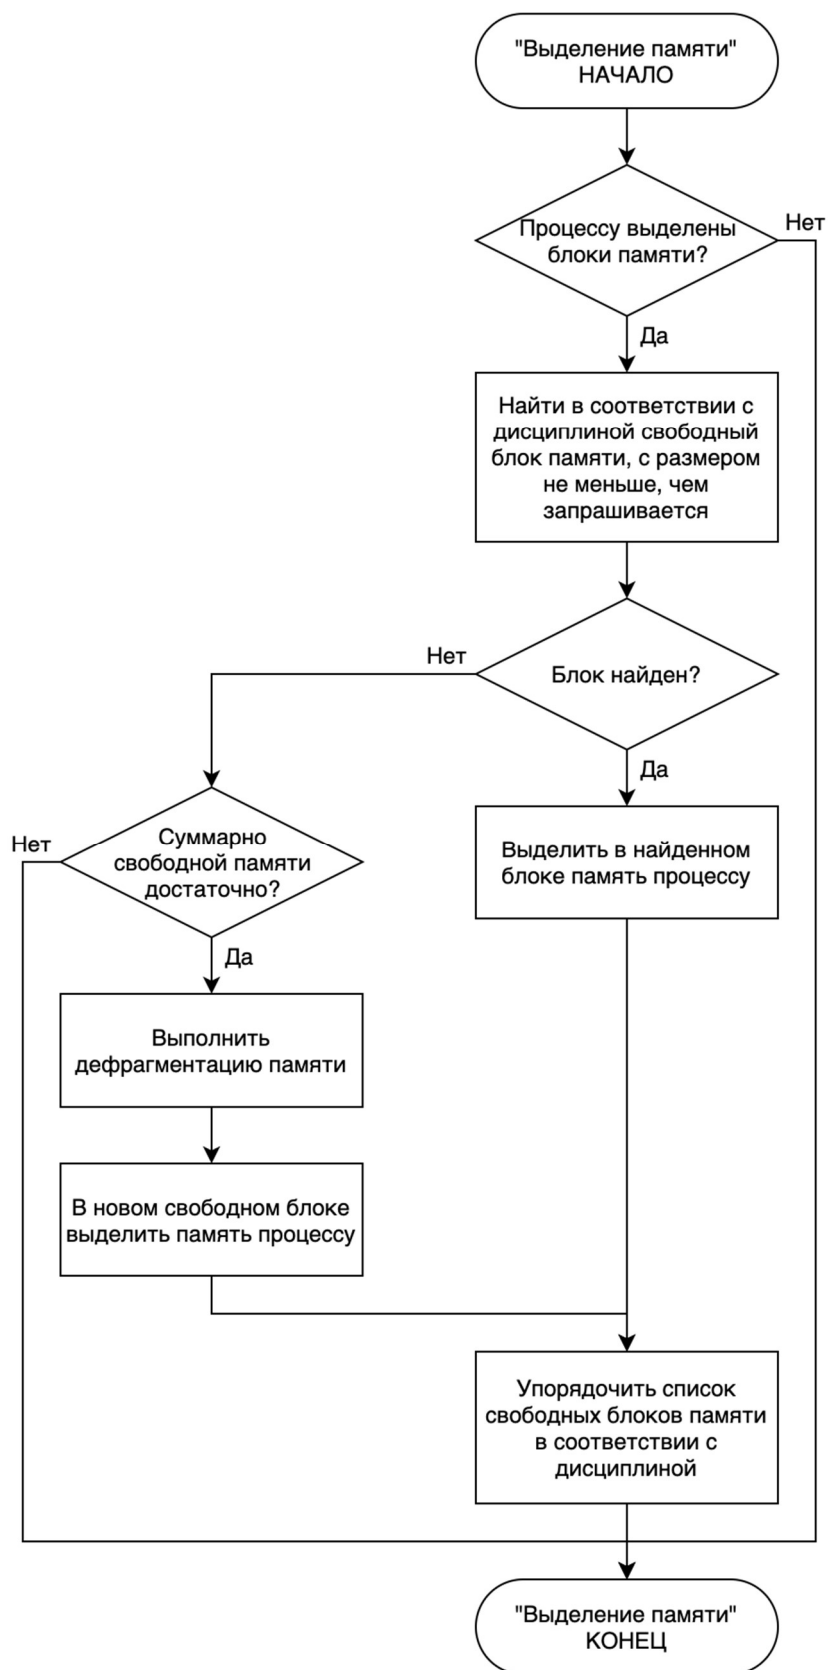 "Выделение памяти"
НАЧАЛО
Процессу выделены
блоки памяти?
Нет
Да
Найти в соответствии с
дисциплиной свободный
блок памяти, с размером
не меньше, чем
запрашивается
Нет
Блок найден?
Да
Нет
Суммарно
свободной памяти
достаточно?
Выделить в найденном
блоке память процессу
Да
Выполнить
дефрагментацию памяти
В новом свободном блоке
выделить память процессу
Упорядочить список
свободных блоков памяти
в соответствии с
дисциплиной
"Выделение памяти"
КОНЕЦ